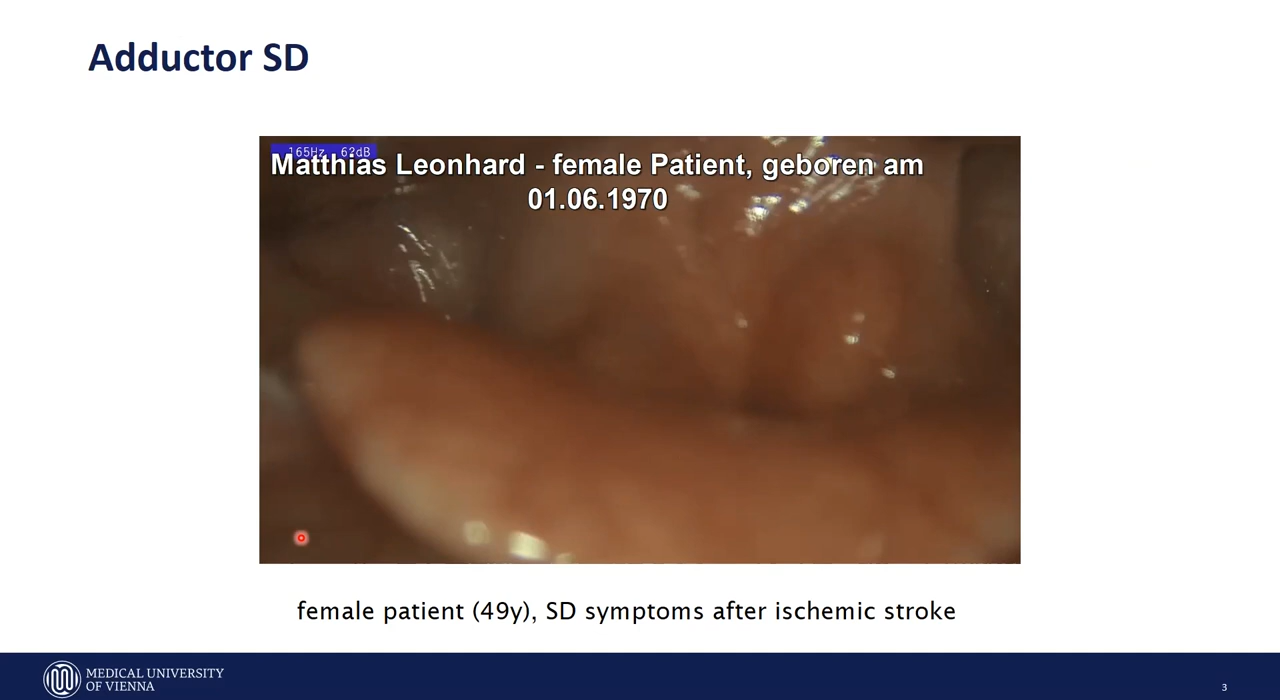 Adductor SD
165Hz 62dB
Matthias Leonhard - female Patient, geboren am
01.06.1970
female patient (49y), SD symptoms after ischemic stroke
MEDICAL UNIVERSITY
OF VIENNA
3